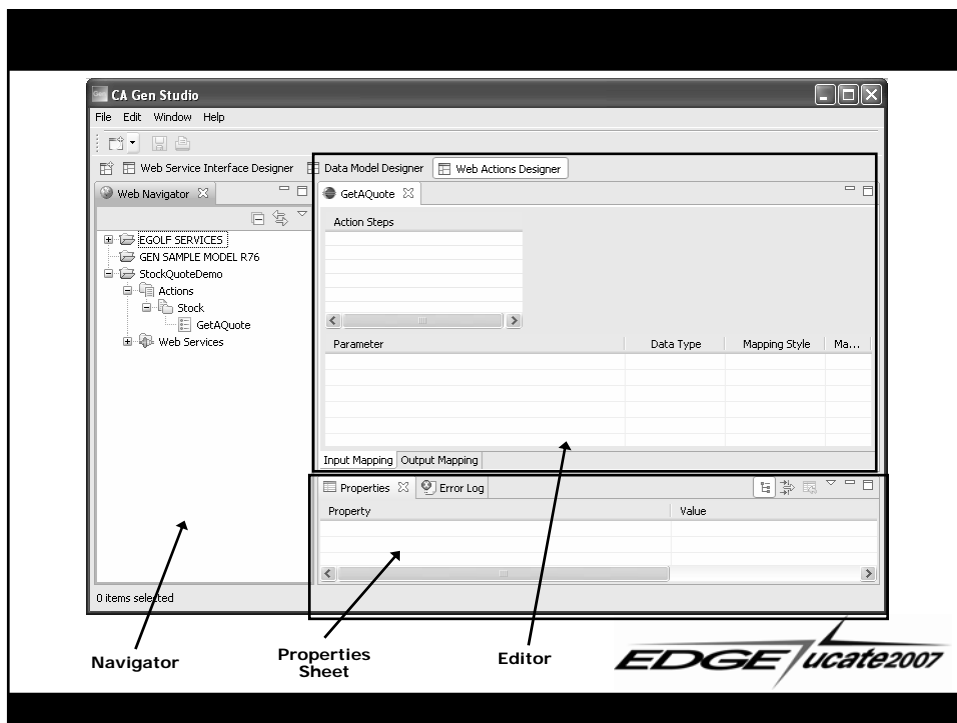 CA Gen Studio
File Edit Window Help
Web Service Interface Designer Data Model Designer Web Actions Designer
Web Navigator
GetAQuote
Action Steps
EGOLF SERVICES
GEN SAMPLE MODEL R76
StockQuoteDemo
Actions
Stock
GetAQuote
Web Services
Parameter Data Type Mapping Style Ma...
Input Mapping Output Mapping
Properties Error Log
Property Value
0 items selected
Navigator
Properties
Sheet
Editor
EDGE/ucate2007